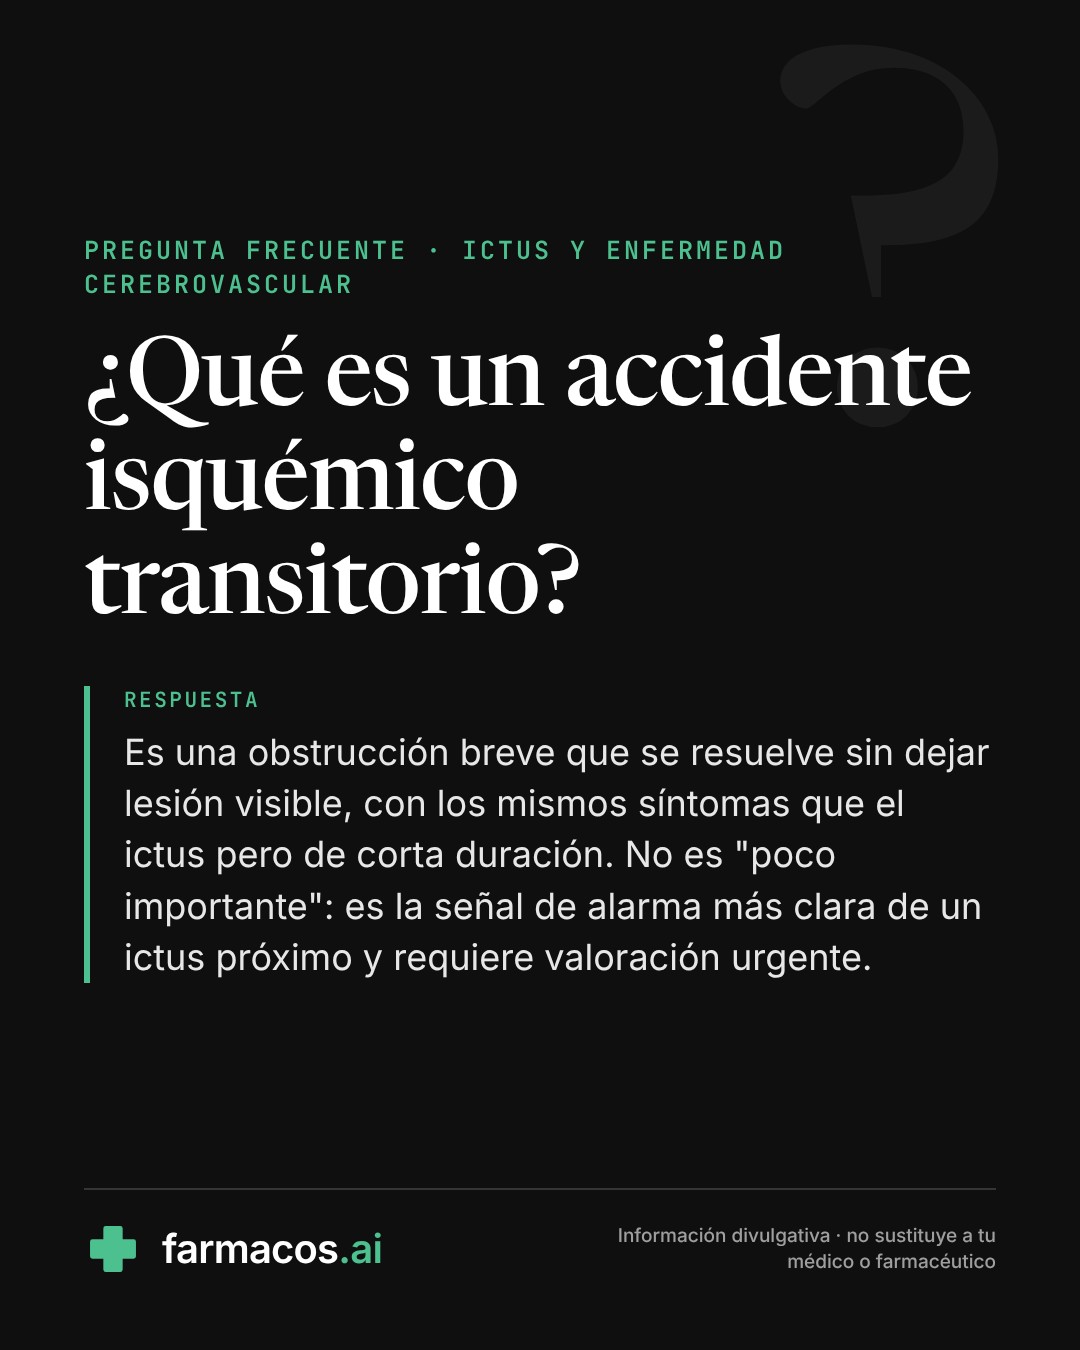 PREGUNTA FRECUENTE · ICTUS Y ENFERMEDAD
CEREBROVASCULAR
¿Qué es un accidente
isquémico
transitorio?
RESPUESTA
Es una obstrucción breve que se resuelve sin dejar
lesión visible, con los mismos síntomas que el
ictus pero de corta duración. No es "poco
importante": es la señal de alarma más clara de un
ictus próximo y requiere valoración urgente.
farmacos.ai
Información divulgativa · no sustituye a tu
médico o farmacéutico